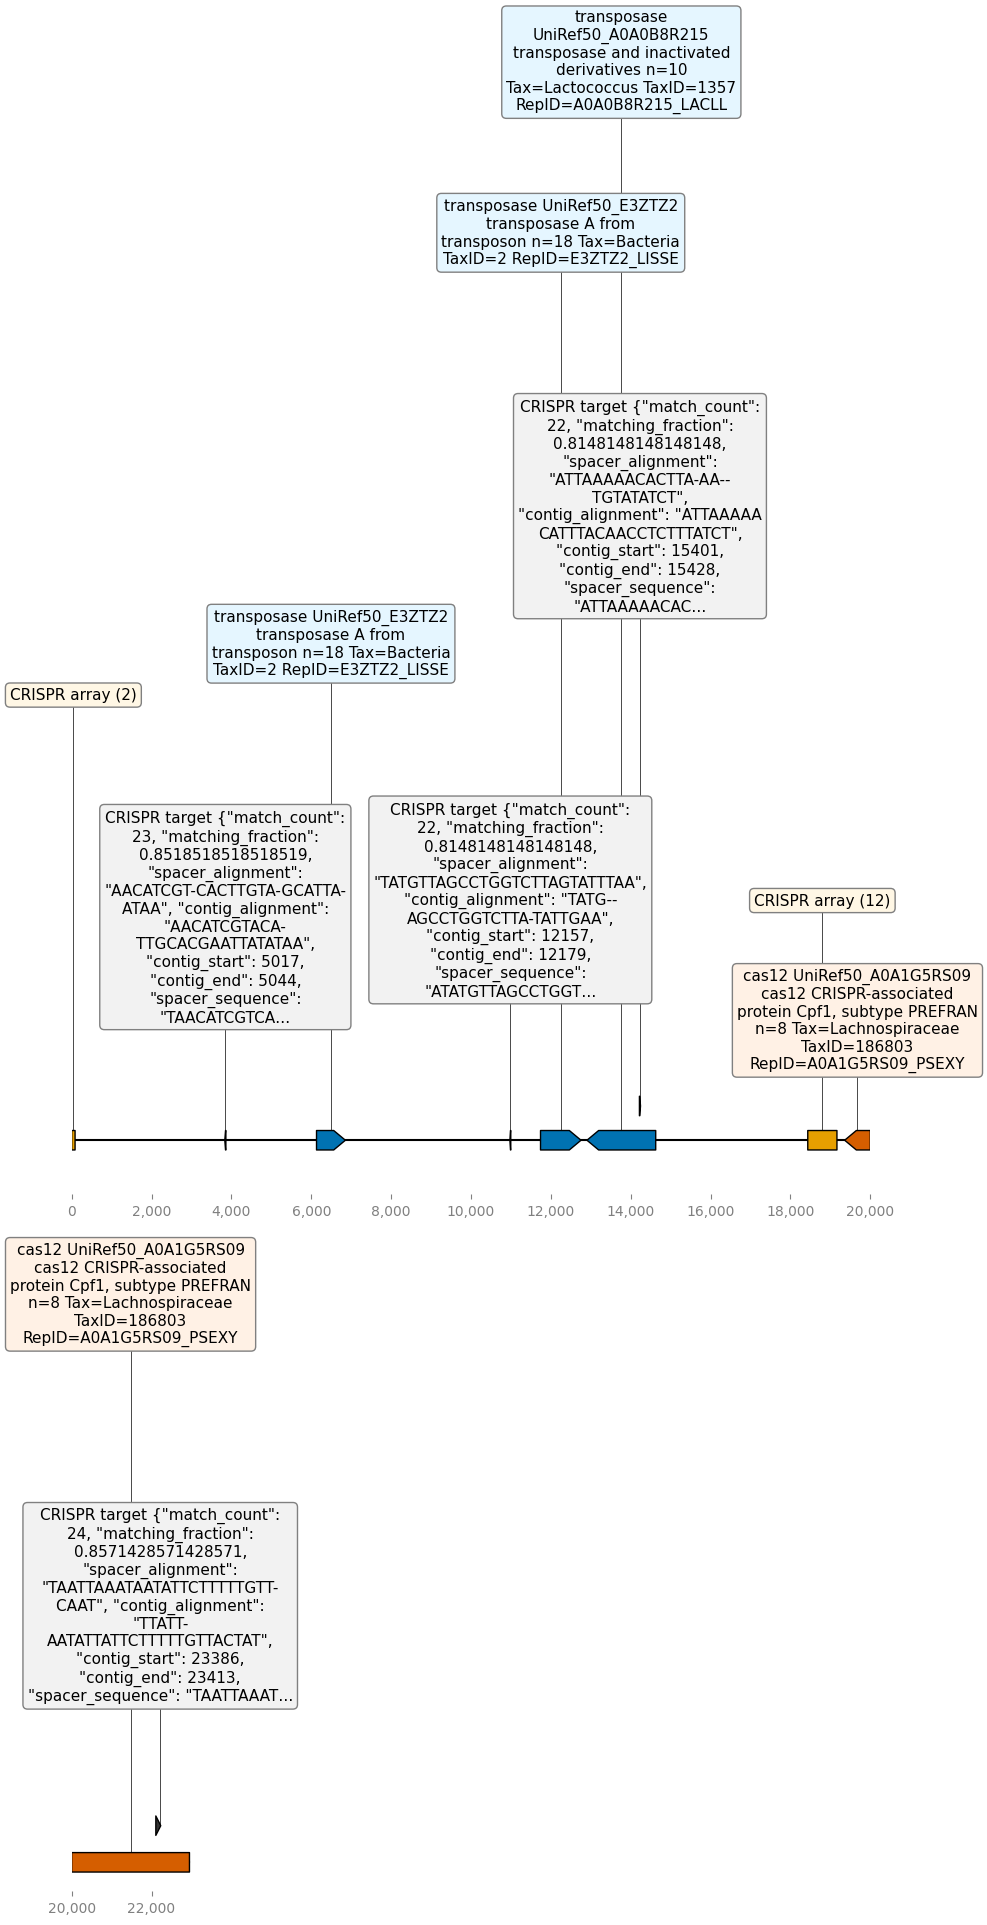 transposase
UniRef50_A0A0B8R215
transposase and inactivated
derivatives n=10
Tax=Lactococcus TaxID=1357
RepID=A0A0B8R215_LACLL
transposase UniRef50_E3ZTZ2
transposase A from
transposon n=18 Tax=Bacteria
TaxID=2 RepID=E3ZTZ2_LISSE
CRISPR target {"match_count":
22, "matching_fraction":
0.8148148148148148,
"spacer_alignment":
"ATTAAAAACACTTA-AA--
TGTATATCT",
"contig_alignment": "ATTAAAAA
CATTTACAACCTCTTTATCT",
"contig_start": 15401,
"contig_end": 15428,
"spacer_sequence":
"ATTAAAAACAC...
transposase UniRef50_E3ZTZ2
transposase A from
transposon n=18 Tax=Bacteria
TaxID=2 RepID=E3ZTZ2_LISSE
CRISPR array (2)
CRISPR target {"match_count":
23, "matching_fraction":
0.8518518518518519,
"spacer_alignment":
"AACATCGT-CACTTGTA-GCATTA-
ATAA", "contig_alignment":
"AACATCGTACA-
TTGCACGAATTATATAA",
"contig_start": 5017,
"contig_end": 5044,
"spacer_sequence":
"TAACATCGTCA...
CRISPR target {"match_count":
22, "matching_fraction":
0.8148148148148148,
"spacer_alignment":
"TATGTTAGCCTGGTCTTAGTATTTAA",
"contig_alignment": "TATG--
AGCCTGGTCTTA-TATTGAA",
"contig_start": 12157,
"contig_end": 12179,
"spacer_sequence":
"ATATGTTAGCCTGGT...
CRISPR array (12)
cas12 UniRef50_A0A1G5RS09
cas12 CRISPR-associated
protein Cpf1, subtype PREFRAN
n=8 Tax=Lachnospiraceae
TaxID=186803
RepID=A0A1G5RS09_PSEXY
0 2,000 4,000 6,000 8,000 10,000 12,000 14,000 16,000 18,000 20,000
cas12 UniRef50_A0A1G5RS09
cas12 CRISPR-associated
protein Cpf1, subtype PREFRAN
n=8 Tax=Lachnospiraceae
TaxID=186803
RepID=A0A1G5RS09_PSEXY
CRISPR target {"match_count":
24, "matching_fraction":
0.8571428571428571,
"spacer_alignment":
"TAATTAAATAATATTCTTTTTGTT-
CAAT", "contig_alignment":
"TTATT-
AATATTATTCTTTTTGTTACTAT",
"contig_start": 23386,
"contig_end": 23413,
"spacer_sequence": "TAATTAAAT...
20,000 22,000